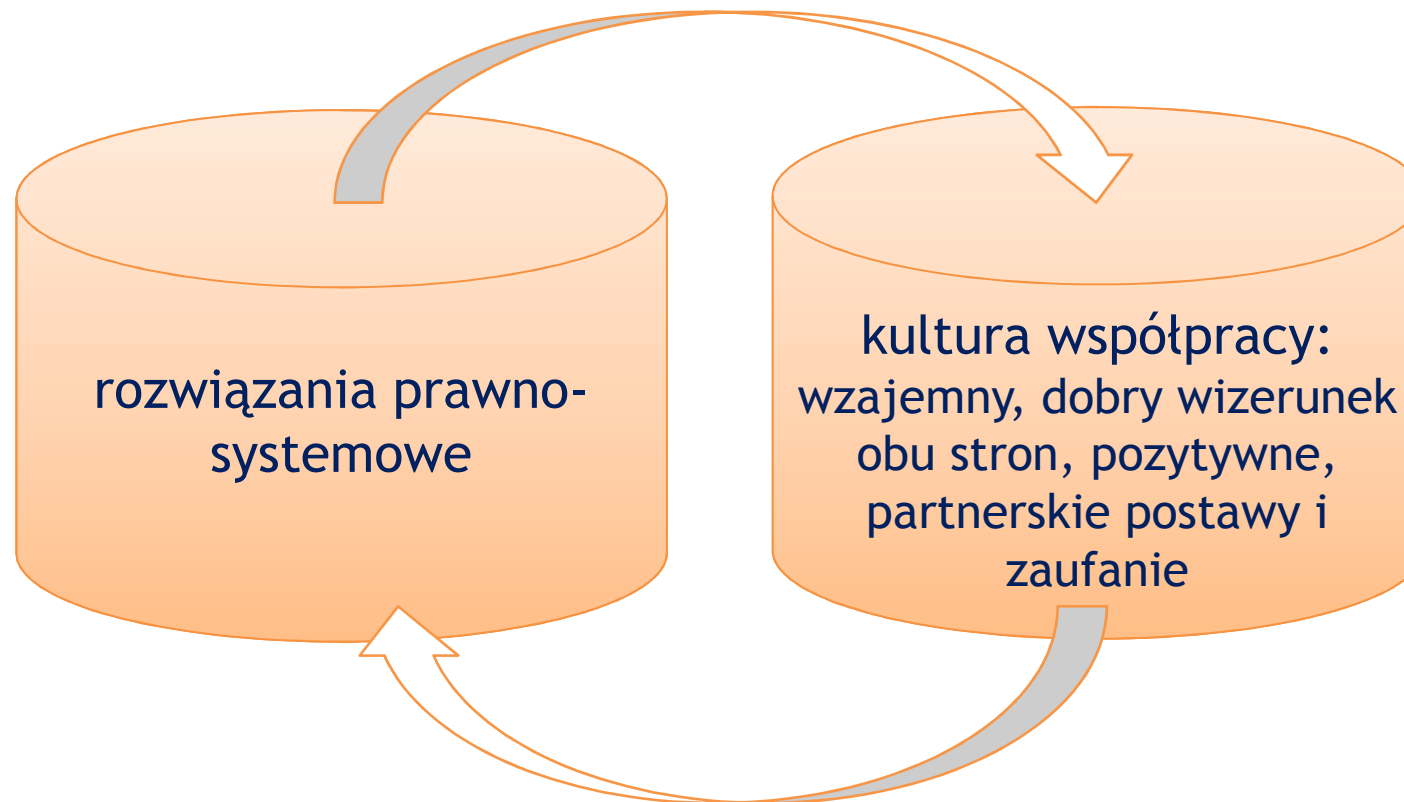 rozwiązania prawno-
systemowe
kultura współpracy:
wzajemny, dobry wizerunek
obu stron, pozytywne,
partnerskie postawy i
zaufanie